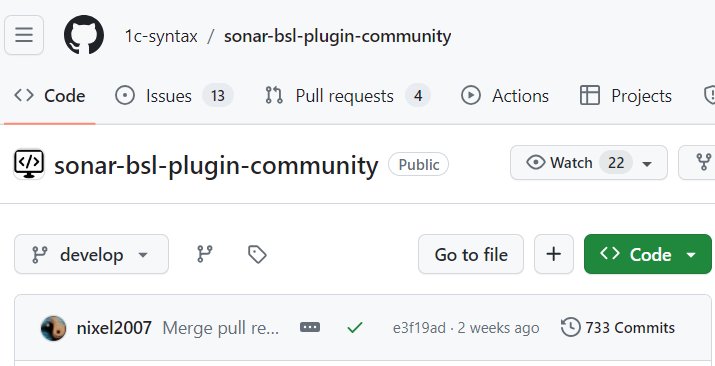 1c-syntax / sonar-bsl-plugin-community
Code Issues 13 Pull requests 4 Actions Projects
sonar-bsl-plugin-community Public Watch 22
develop Go to file + Code
nixel2007 Merge pull re... e3f19ad · 2 weeks ago 733 Commits